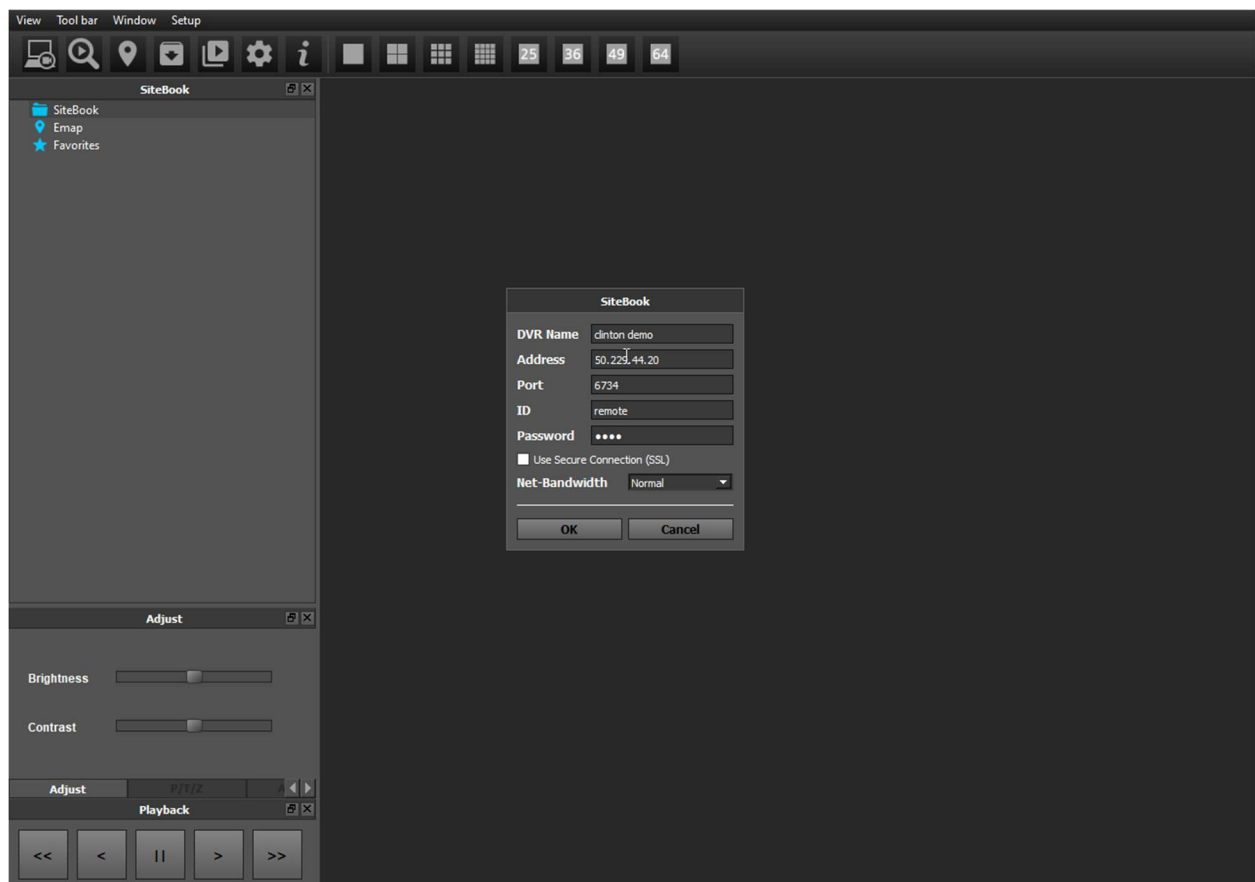 View Tool bar Window Setup
25 36 49 64
SiteBook
SiteBook
Emap
Favorites
SiteBook
DVR Name clinton demo
Address 50.229.44.20
Port 6734
ID remote
Password ••••
Use Secure Connection (SSL)
Net-Bandwidth Normal
OK Cancel
Adjust
Brightness
Contrast
Adjust P/T/Z A
Playback
<< < || > >>